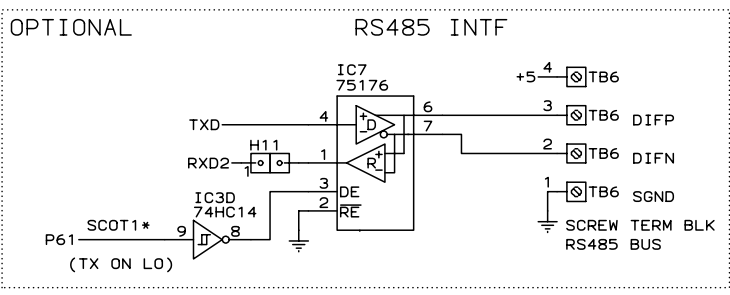 OPTIONAL RS485 INTF
IC7
75176
+5 4 TB6
TXD 4 + - D 6 3 TB6 DIFP
7
H11
RXD2 1 1 R + - 2 TB6 DIFN
3 DE
IC3D
74HC14
2 RE
1 TB6 SGND
SCOT1*
P61 9 8
(TX ON LO)
SCREW TERM BLK
RS485 BUS